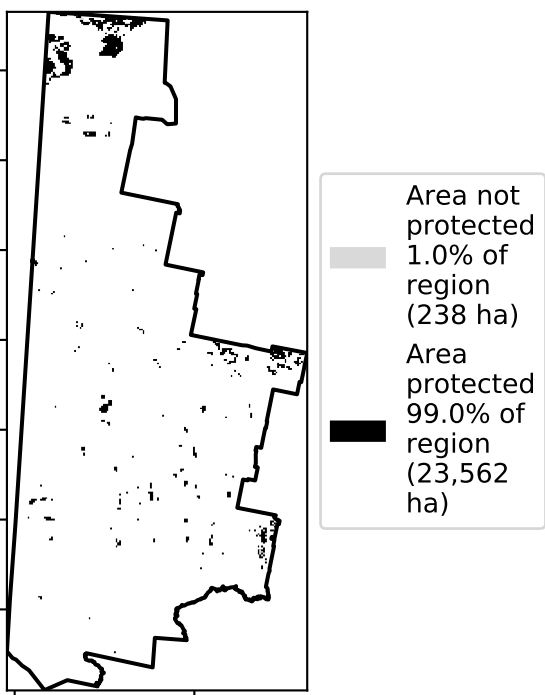 Area not
protected
1.0% of
region
(238 ha)
Area
protected
99.0% of
region
(23,562
ha)